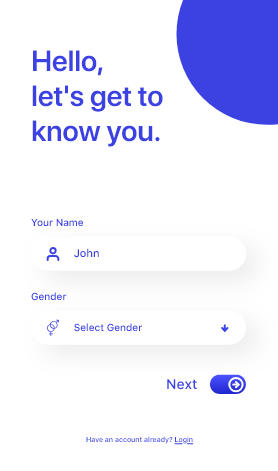 Hello,
let's get to
know you.
Your Name
John
Gender
Select Gender
Next
Have an account already? Login